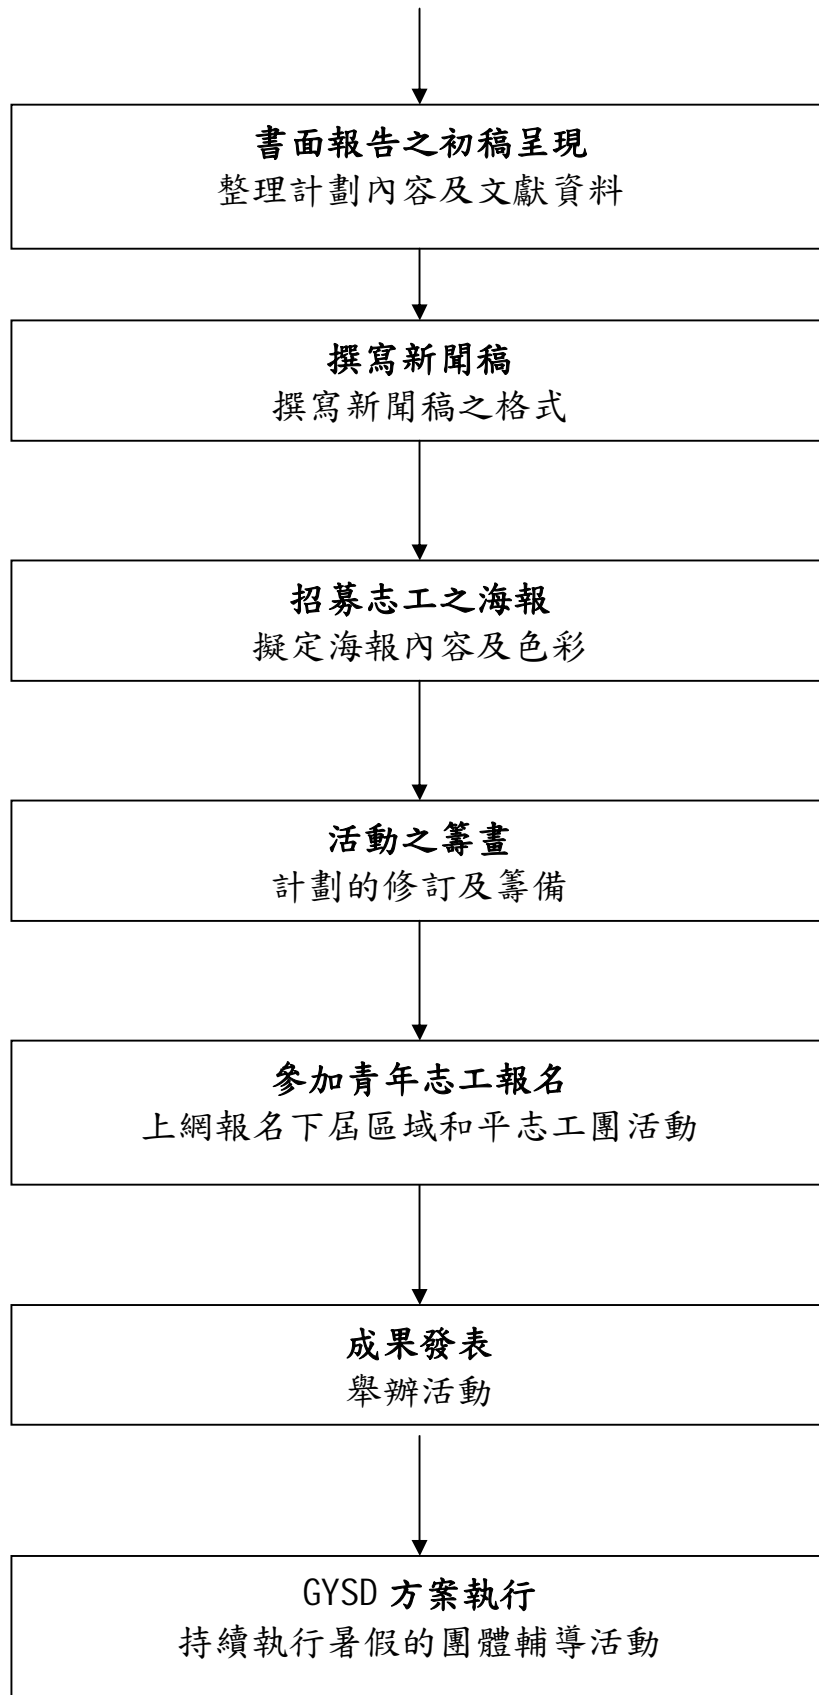 書面報告之初稿呈現
整理計劃內容及文獻資料
撰寫新聞稿
撰寫新聞稿之格式
招募志工之海報
擬定海報內容及色彩
活動之籌畫
計劃的修訂及籌備
參加青年志工報名
上網報名下屆區域和平志工團活動
成果發表
舉辦活動
GYSD 方案執行
持續執行暑假的團體輔導活動